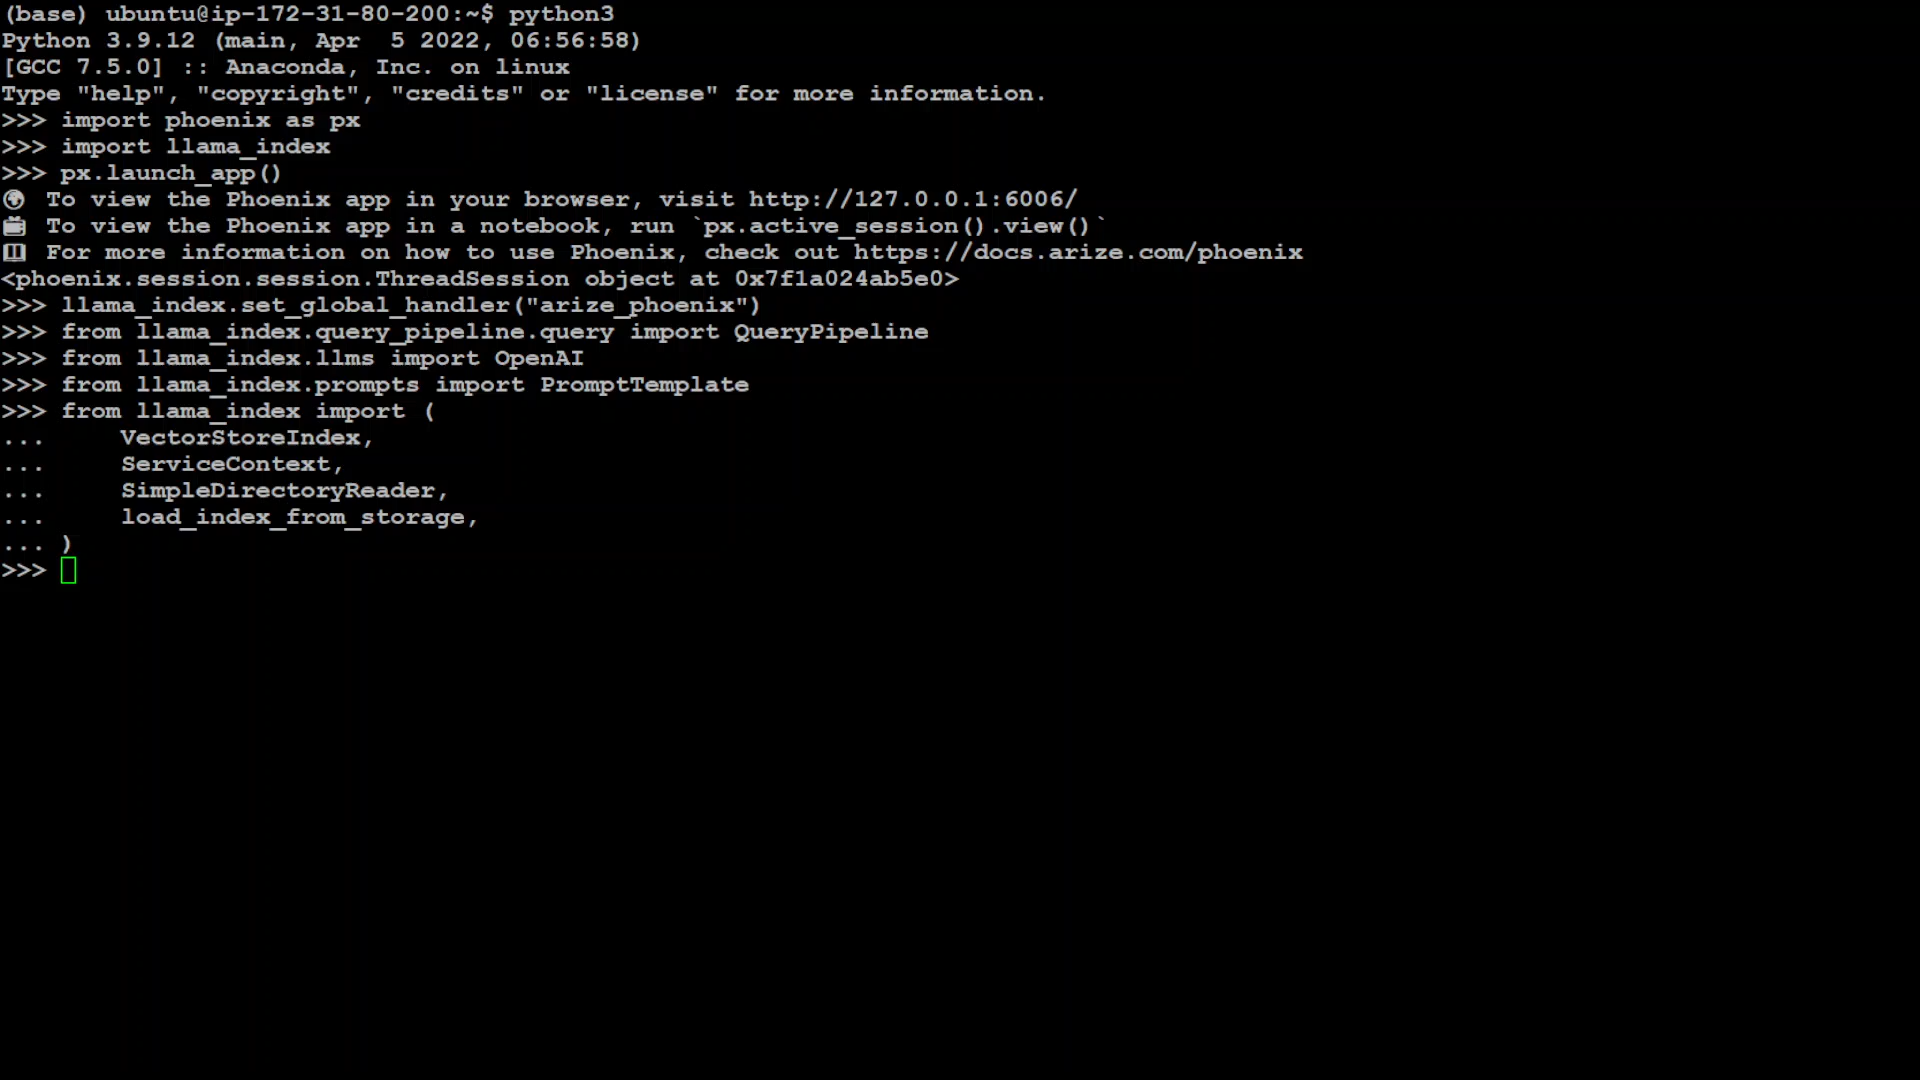 (base) ubuntu@ip-172-31-80-200:~$ python3
Python 3.9.12 (main, Apr  5 2022, 06:56:58)
[GCC 7.5.0] :: Anaconda, Inc. on linux
Type "help", "copyright", "credits" or "license" for more information.
>>> import phoenix as px
>>> import llama_index
>>> px.launch_app()
🌍 To view the Phoenix app in your browser, visit http://127.0.0.1:6006/
📺 To view the Phoenix app in a notebook, run `px.active_session().view()`
📖 For more information on how to use Phoenix, check out https://docs.arize.com/phoenix
<phoenix.session.session.ThreadSession object at 0x7f1a024ab5e0>
>>> llama_index.set_global_handler("arize_phoenix")
>>> from llama_index.query_pipeline.query import QueryPipeline
>>> from llama_index.llms import OpenAI
>>> from llama_index.prompts import PromptTemplate
>>> from llama_index import (
...     VectorStoreIndex,
...     ServiceContext,
...     SimpleDirectoryReader,
...     load_index_from_storage,
... )
>>>